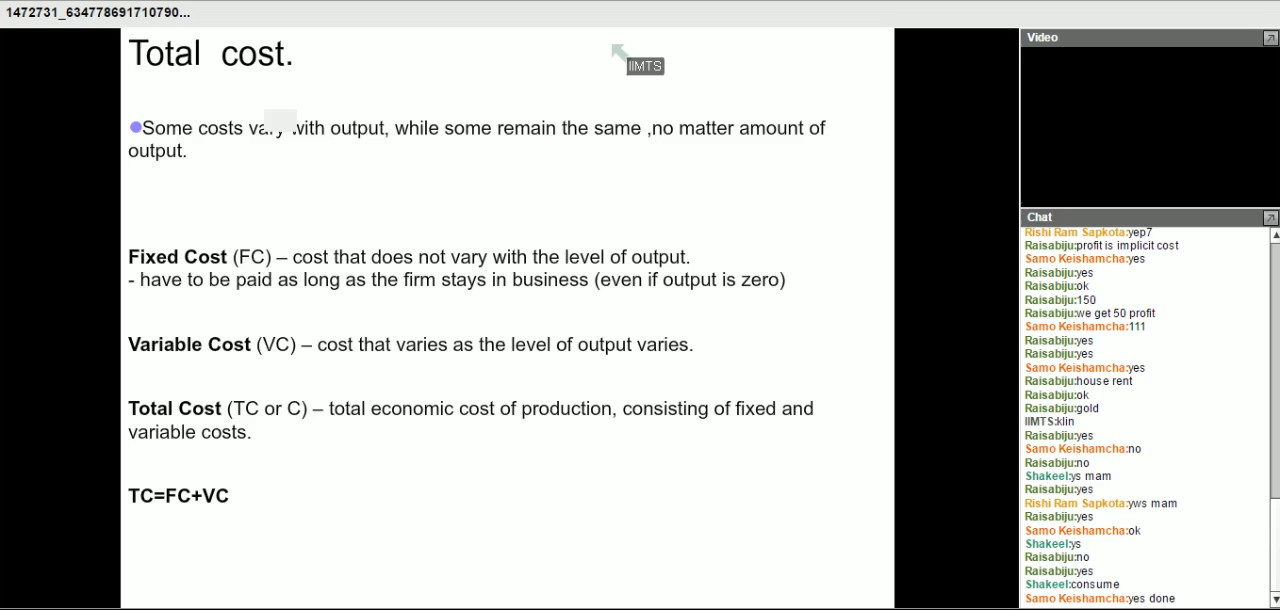 1472731_634778691710790...
Total cost.
IIMTS
Some costs vary with output, while some remain the same ,no matter amount of
output.
Fixed Cost (FC) – cost that does not vary with the level of output.
- have to be paid as long as the firm stays in business (even if output is zero)
Variable Cost (VC) – cost that varies as the level of output varies.
Total Cost (TC or C) – total economic cost of production, consisting of fixed and
variable costs.
TC=FC+VC
Video
Chat
Rishi Ram Sapkota:yep7
Raisabiju:profit is implicit cost
Samo Keishamcha:yes
Raisabiju:yes
Raisabiju:ok
Raisabiju:150
Raisabiju:we get 50 profit
Samo Keishamcha:111
Raisabiju:yes
Raisabiju:yes
Samo Keishamcha:yes
Raisabiju:house rent
Raisabiju:ok
Raisabiju:gold
IIMTS:klin
Raisabiju:yes
Samo Keishamcha:no
Raisabiju:no
Shakeel:ys mam
Raisabiju:yes
Rishi Ram Sapkota:yws mam
Raisabiju:yes
Samo Keishamcha:ok
Shakeel:ys
Raisabiju:no
Raisabiju:yes
Shakeel:consume
Samo Keishamcha:yes done